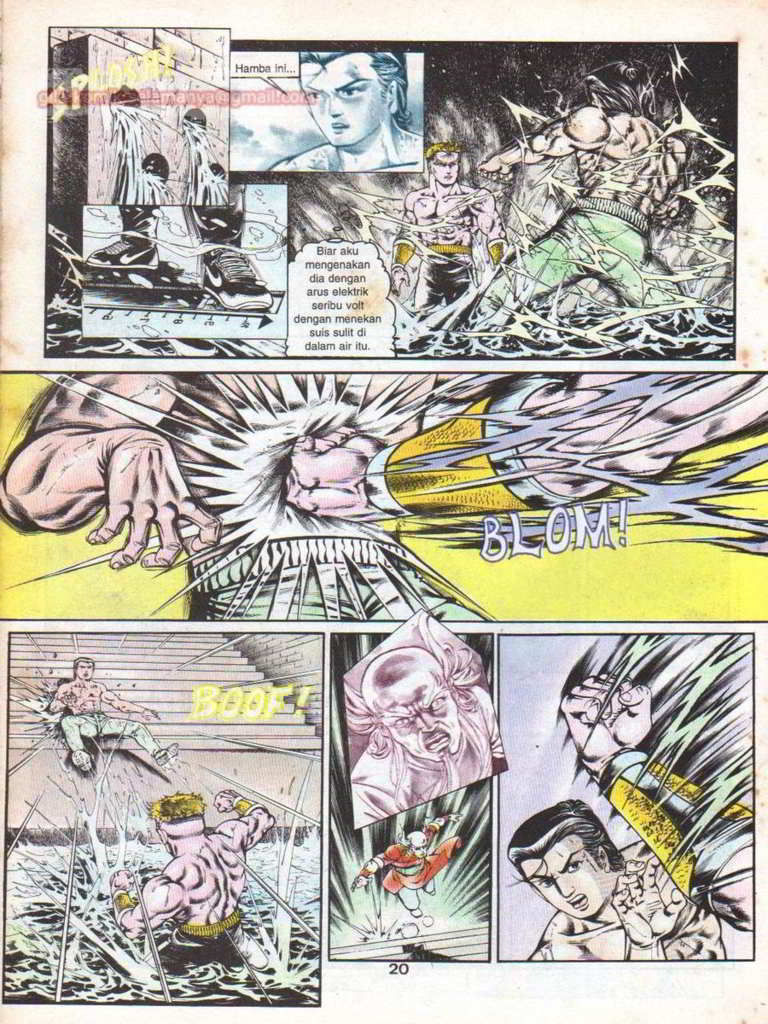 SPLOSH!
Hamba ini...
Biar aku
mengenakan
dia dengan
arus elektrik
seribu volt
dengan menekan
suis sulit di
dalam air itu.
BLOM!
BOOF!
20